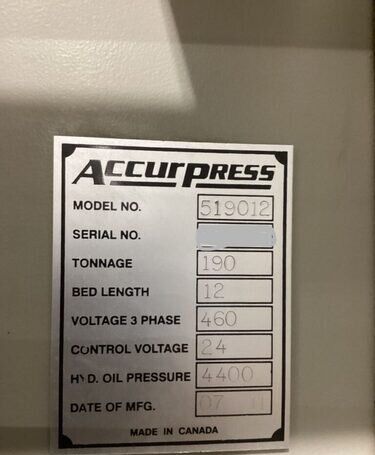 ACCURPRESS
MODEL NO. 519012
SERIAL NO.
TONNAGE 190
BED LENGTH 12
VOLTAGE 3 PHASE 460
CONTROL VOLTAGE 24
HYD. OIL PRESSURE 4400
DATE OF MFG. 07
MADE IN CANADA